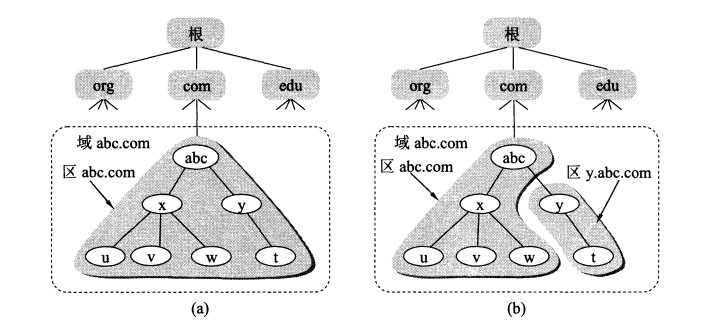 根
org
com
edu
域 abc.com
区 abc.com
abc
x
y
u
v
w
t
(a)
根
org
com
edu
域 abc.com
区 abc.com
abc
区 y.abc.com
x
y
u
v
w
t
(b)